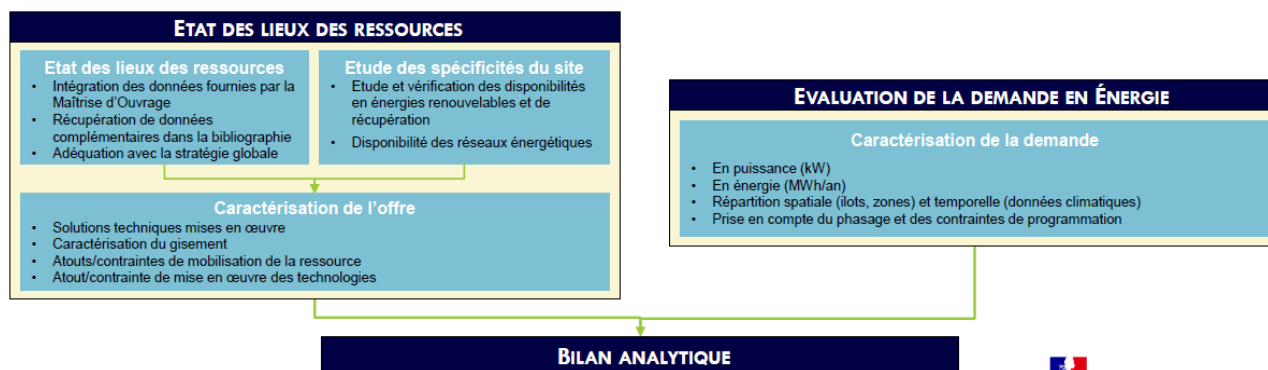 ETAT DES LIEUX DES RESSOURCES
Etat des lieux des ressources
• Intégration des données fournies par la
Maîtrise d'Ouvrage
• Récupération de données
complémentaires dans la bibliographie
• Adéquation avec la stratégie globale
Etude des spécificités du site
• Etude et vérification des disponibilités
en énergies renouvelables et de
récupération
• Disponibilité des réseaux énergétiques
Caractérisation de l'offre
• Solutions techniques mises en œuvre
• Caractérisation du gisement
• Atouts/contraintes de mobilisation de la ressource
• Atout/contrainte de mise en œuvre des technologies
EVALUATION DE LA DEMANDE EN ÉNERGIE
Caractérisation de la demande
• En puissance (kW)
• En énergie (MWh/an)
• Répartition spatiale (ilots, zones) et temporelle (données climatiques)
• Prise en compte du phasage et des contraintes de programmation
BILAN ANALYTIQUE